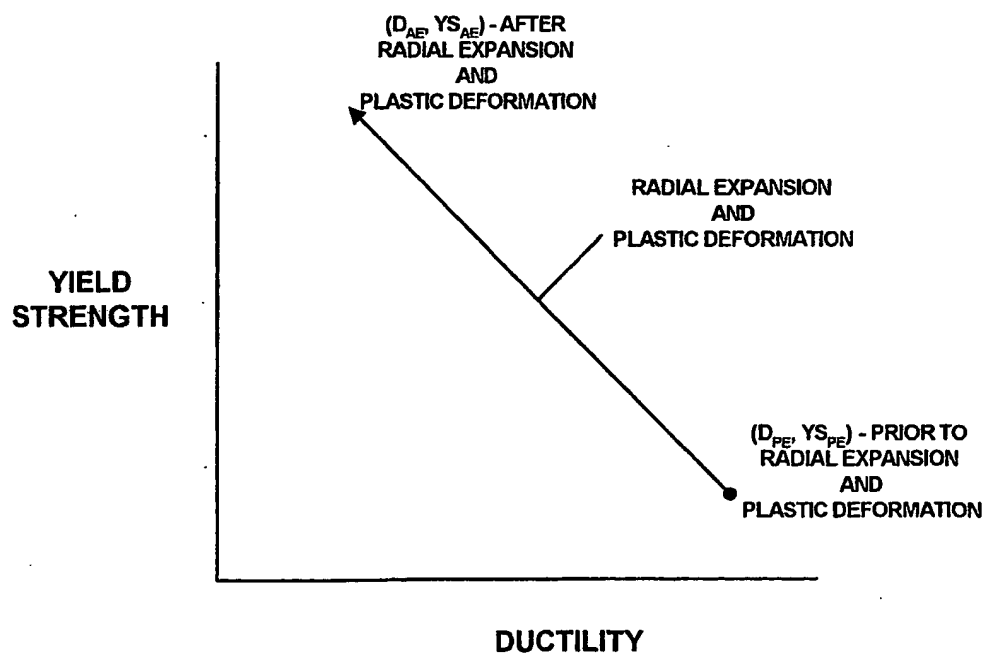 (D_AE, YS_AE) - AFTER
RADIAL EXPANSION
AND
PLASTIC DEFORMATION
RADIAL EXPANSION
AND
PLASTIC DEFORMATION
YIELD
STRENGTH
(D_PE, YS_PE) - PRIOR TO
RADIAL EXPANSION
AND
PLASTIC DEFORMATION
DUCTILITY